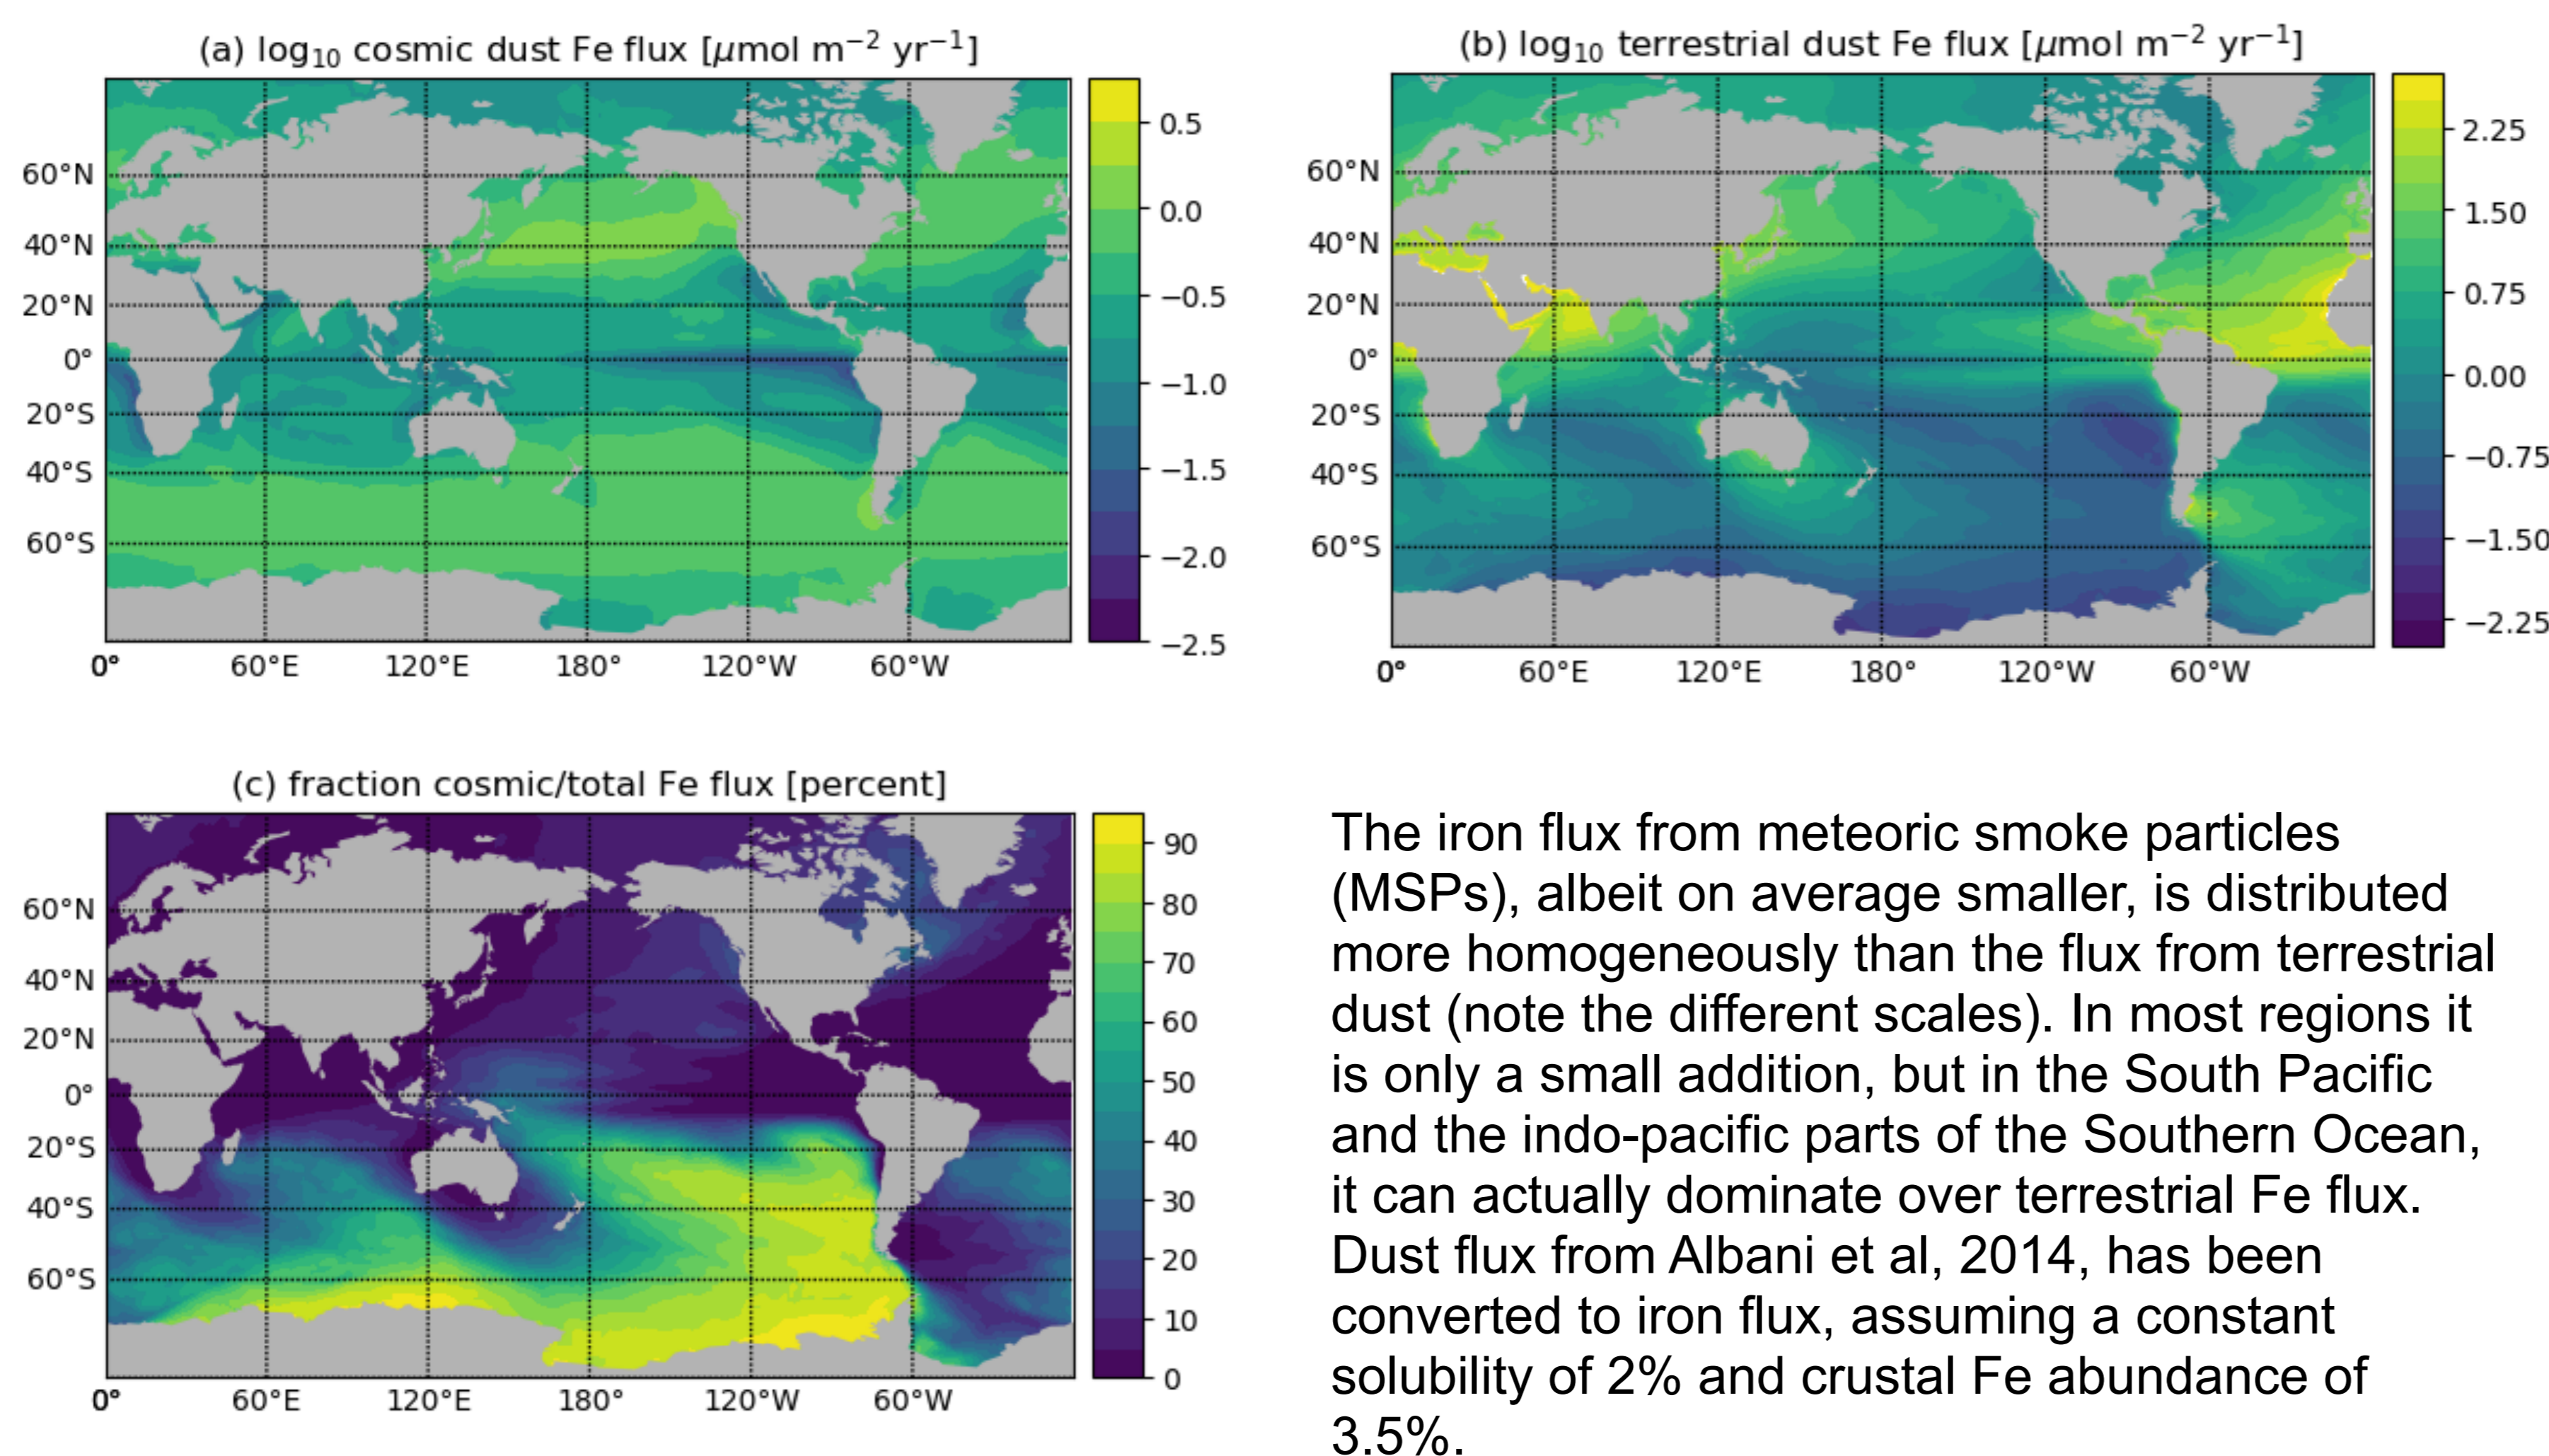 (a) log₁₀ cosmic dust Fe flux [μmol m⁻² yr⁻¹]
60°N
40°N
20°N
0°
20°S
40°S
60°S
0°
60°E
120°E
180°
120°W
60°W
0.5
0.0
−0.5
−1.0
−1.5
−2.0
−2.5
(b) log₁₀ terrestrial dust Fe flux [μmol m⁻² yr⁻¹]
60°N
40°N
20°N
0°
20°S
40°S
60°S
0°
60°E
120°E
180°
120°W
60°W
2.25
1.50
0.75
0.00
−0.75
−1.50
−2.25
(c) fraction cosmic/total Fe flux [percent]
60°N
40°N
20°N
0°
20°S
40°S
60°S
0°
60°E
120°E
180°
120°W
60°W
90
80
70
60
50
40
30
20
10
0
The iron flux from meteoric smoke particles
(MSPs), albeit on average smaller, is distributed
more homogeneously than the flux from terrestrial
dust (note the different scales). In most regions it
is only a small addition, but in the South Pacific
and the indo-pacific parts of the Southern Ocean,
it can actually dominate over terrestrial Fe flux.
Dust flux from Albani et al, 2014, has been
converted to iron flux, assuming a constant
solubility of 2% and crustal Fe abundance of
3.5%.